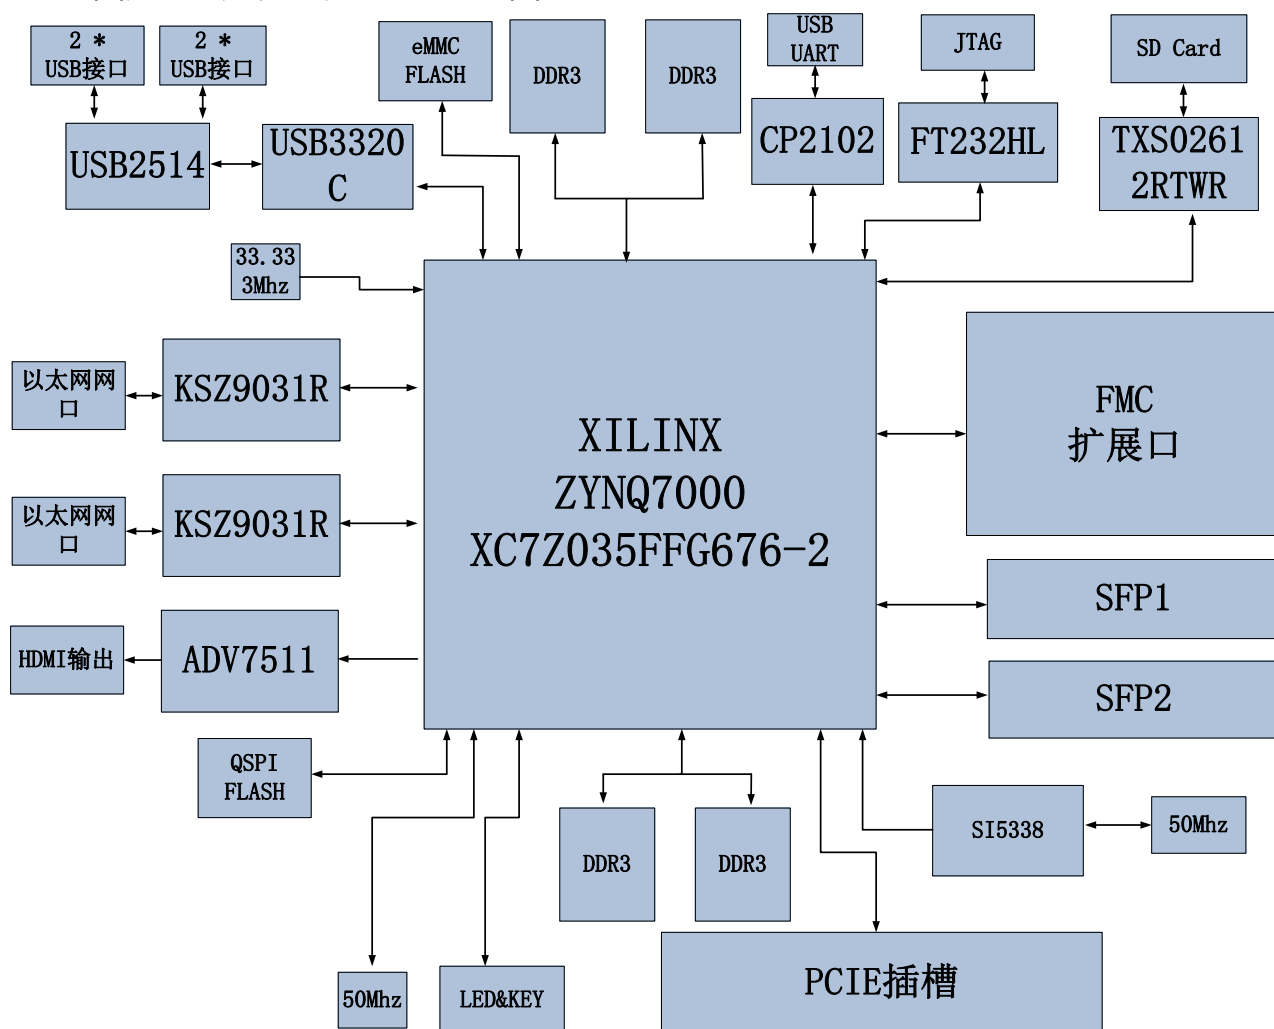 2 *
USB接口
2 *
USB接口
eMMC
FLASH
DDR3
DDR3
USB
UART
JTAG
SD Card
USB2514
USB3320
C
CP2102
FT232HL
TXS0261
2RTWR
33.33
3Mhz
以太网网
口
KSZ9031R
XILINX
ZYNQ7000
XC7Z035FFG676-2
FMC
扩展口
以太网网
口
KSZ9031R
SFP1
HDMI输出
ADV7511
SFP2
QSPI
FLASH
DDR3
DDR3
SI5338
50Mhz
50Mhz
LED&KEY
PCIE插槽